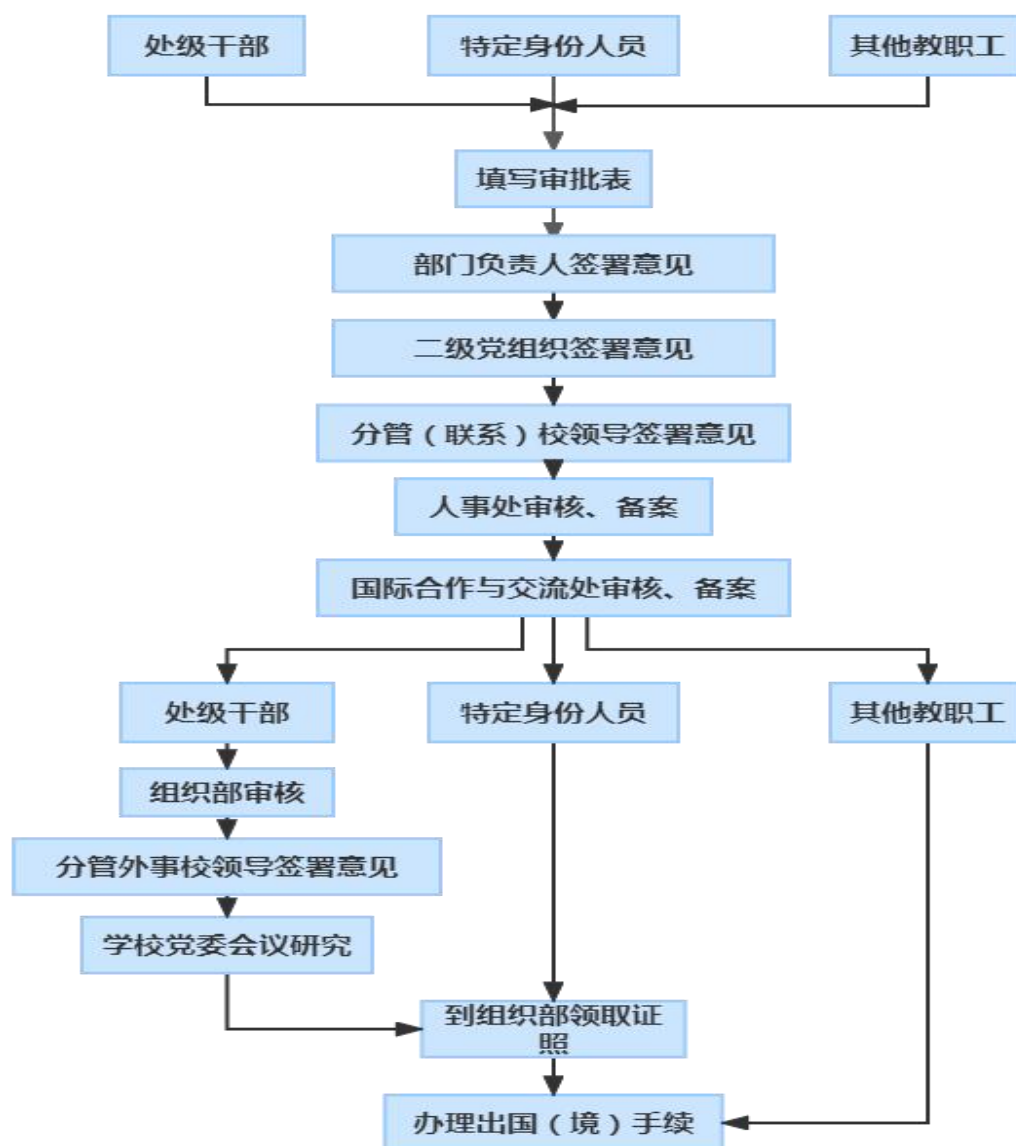 处级干部
特定身份人员
其他教职工
填写审批表
部门负责人签署意见
二级党组织签署意见
分管（联系）校领导签署意见
人事处审核、备案
国际合作与交流处审核、备案
处级干部
特定身份人员
其他教职工
组织部审核
分管外事校领导签署意见
学校党委会议研究
到组织部领取证
照
办理出国（境）手续